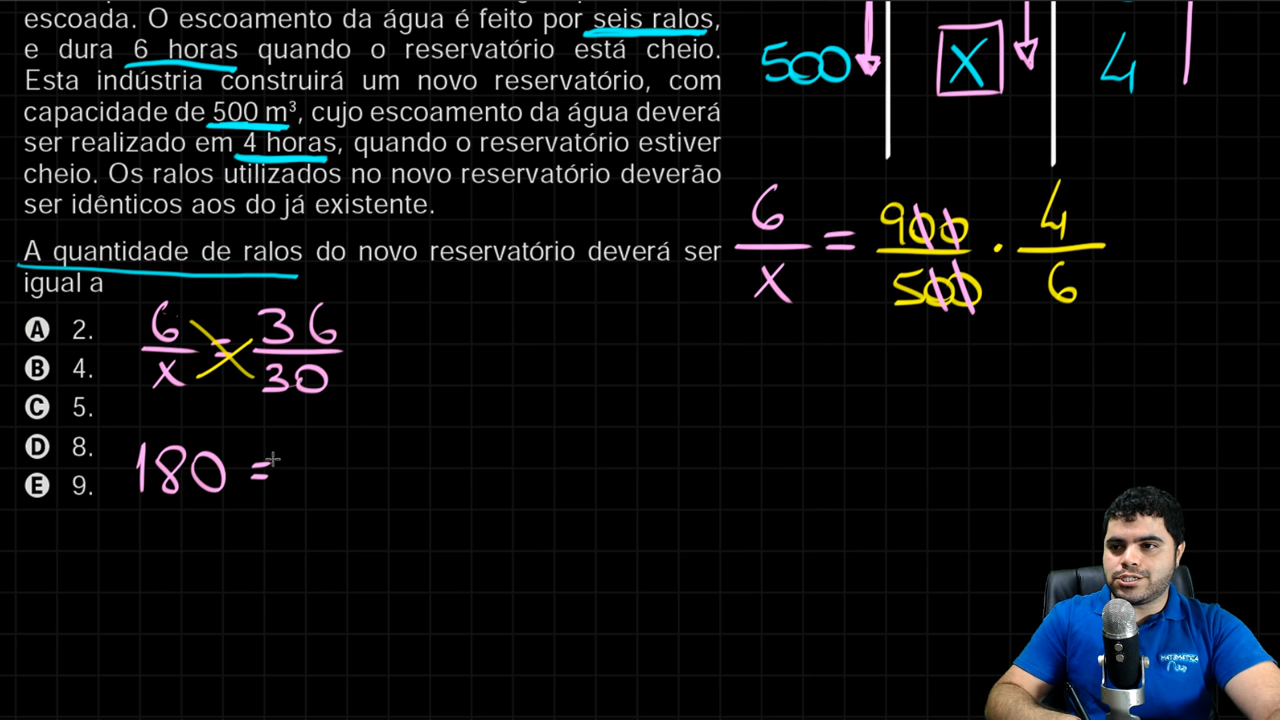 escoada. O escoamento da água é feito por seis ralos,
e dura 6 horas quando o reservatório está cheio.
Esta indústria construirá um novo reservatório, com
capacidade de 500 m³, cujo escoamento da água deverá
ser realizado em 4 horas, quando o reservatório estiver
cheio. Os ralos utilizados no novo reservatório deverão
ser idênticos aos do já existente.
A quantidade de ralos do novo reservatório deverá ser
igual a
A 2.
B 4.
C 5.
D 8.
E 9.
6/x = 36/30
180 =
500 X 4
6/x = 900/500 · 4/6
MATEMÁTICA